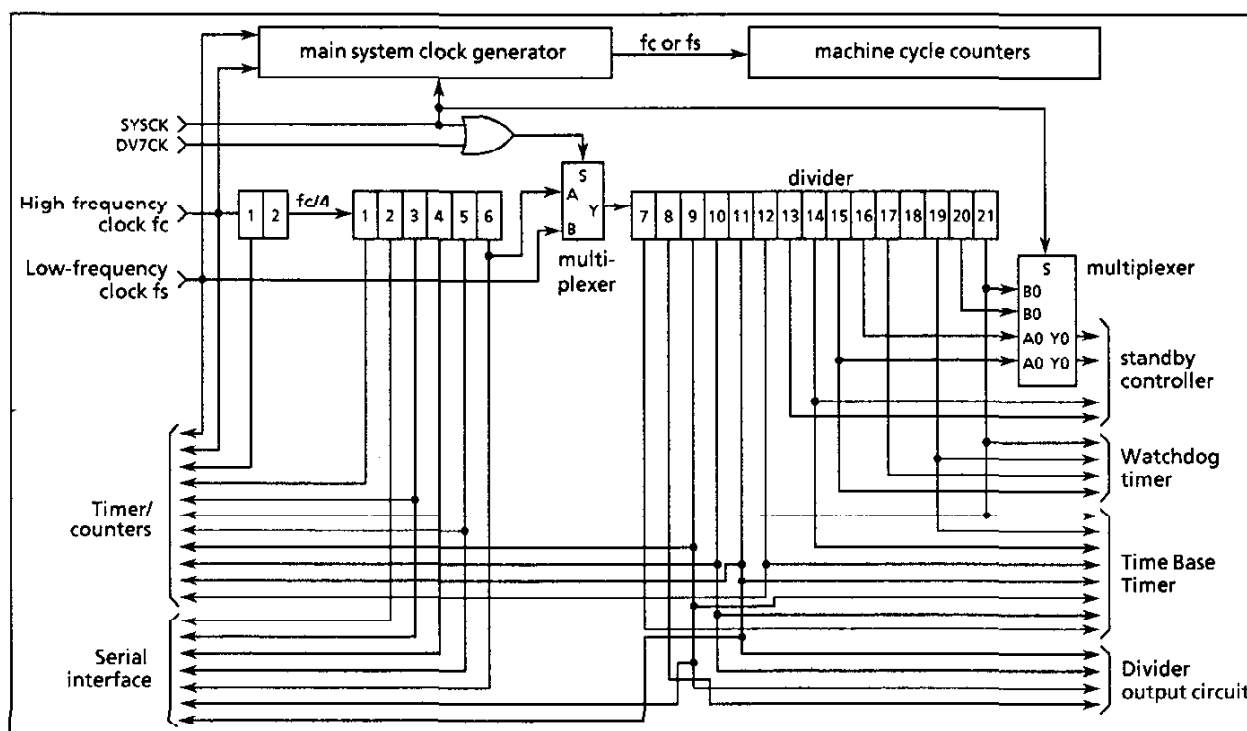 main system clock generator
fc or fs
machine cycle counters
SYSCK
DV7CK
High frequency
clock fc
1 2
fc/4
1 2 3 4 5 6
S
A
Y
B
multi-
plexer
divider
7 8 9 10 11 12 13 14 15 16 17 18 19 20 21
Low-frequency
clock fs
S
B0
B0
A0 Y0
A0 Y0
multiplexer
standby
controller
Watchdog
timer
Timer/
counters
Time Base
Timer
Serial
interface
Divider
output circuit